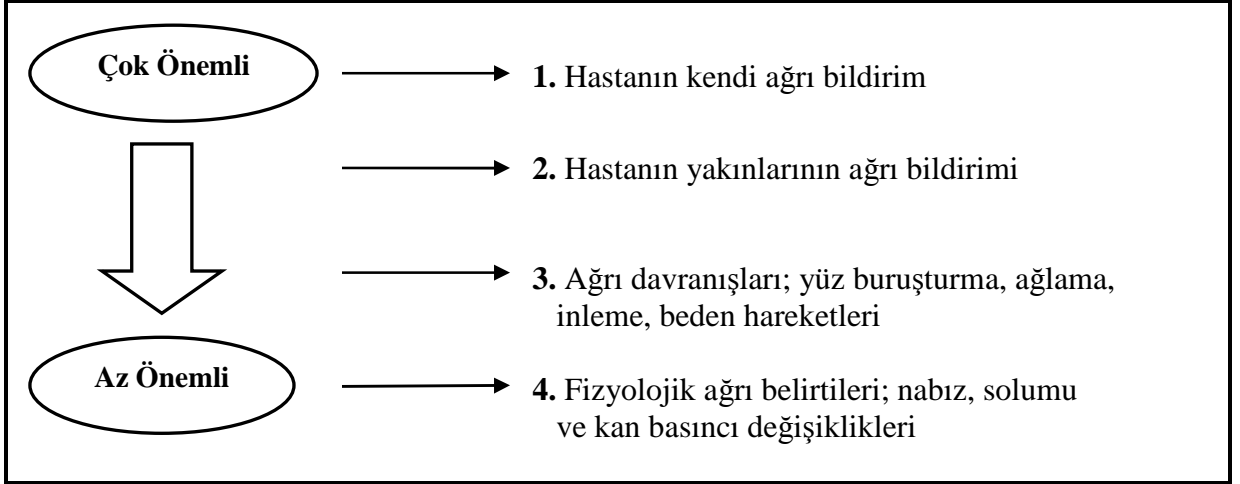 Çok Önemli
1. Hastanın kendi ağrı bildirim
2. Hastanın yakınlarının ağrı bildirimi
3. Ağrı davranışları; yüz buruşturma, ağlama,
inleme, beden hareketleri
Az Önemli
4. Fizyolojik ağrı belirtileri; nabız, solumu
ve kan basıncı değişiklikleri